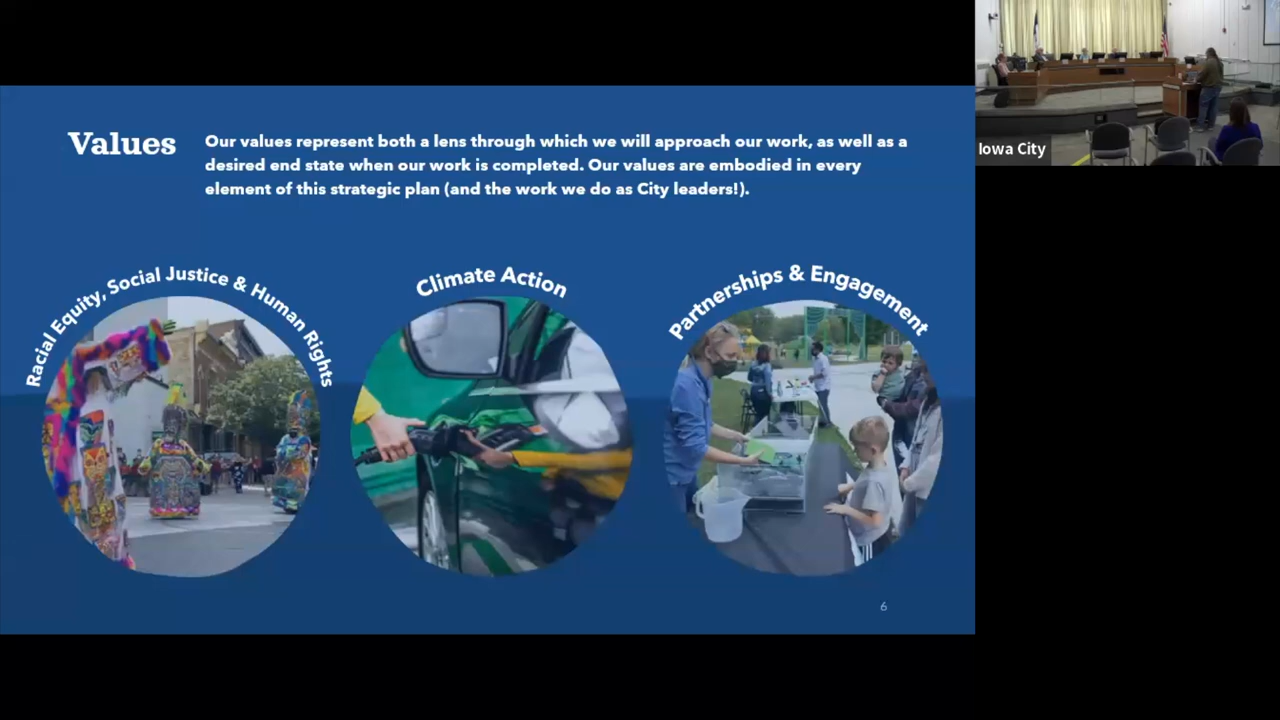 Values
Our values represent both a lens through which we will approach our work, as well as a
desired end state when our work is completed. Our values are embodied in every
element of this strategic plan (and the work we do as City leaders!).
Racial Equity, Social Justice & Human Rights
Climate Action
Partnerships & Engagement
6
Iowa City